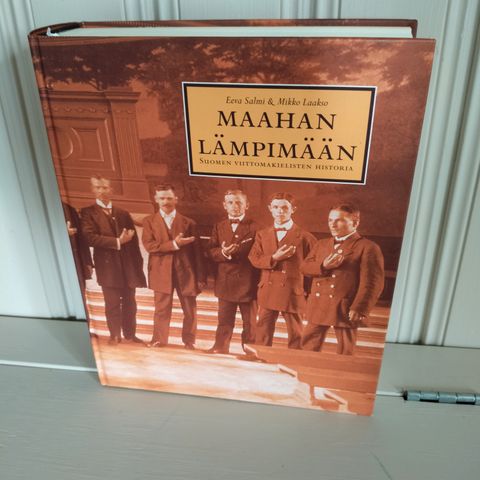 Eeva Salmi & Mikko Laakso
MAAHAN
LÄMPIMÄÄN
SUOMEN VIITTOMAKIELISTEN HISTORIA